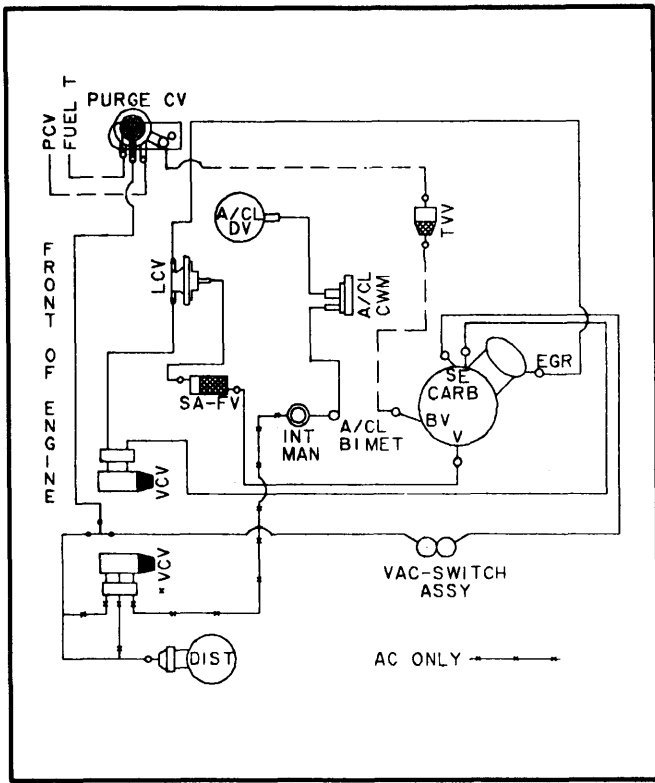 PCV
FUEL T
PURGE CV
A/CL
DV
TVV
FRONT OF ENGINE
LCV
A/CL
CWM
EGR
SE
CARB
SA-FV
INT
MAN
A/CL
BIMET
BV
V
VCV
VAC-SWITCH
ASSY
*VCV
DIST
AC ONLY